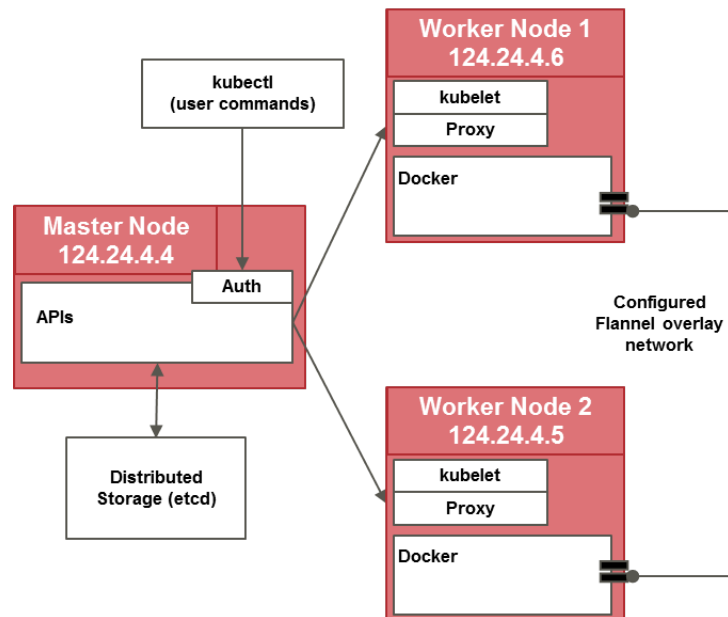 kubectl
(user commands)
Master Node
124.24.4.4
Auth
APIs
Distributed
Storage (etcd)
Worker Node 1
124.24.4.6
kubelet
Proxy
Docker
Configured
Flannel overlay
network
Worker Node 2
124.24.4.5
kubelet
Proxy
Docker